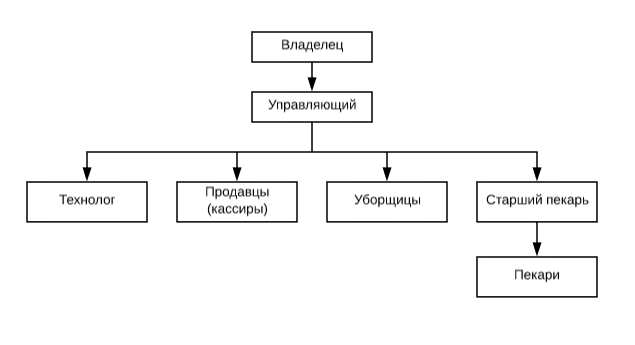 Владелец
Управляющий
Технолог
Продавцы
(кассиры)
Уборщицы
Старший пекарь
Пекари